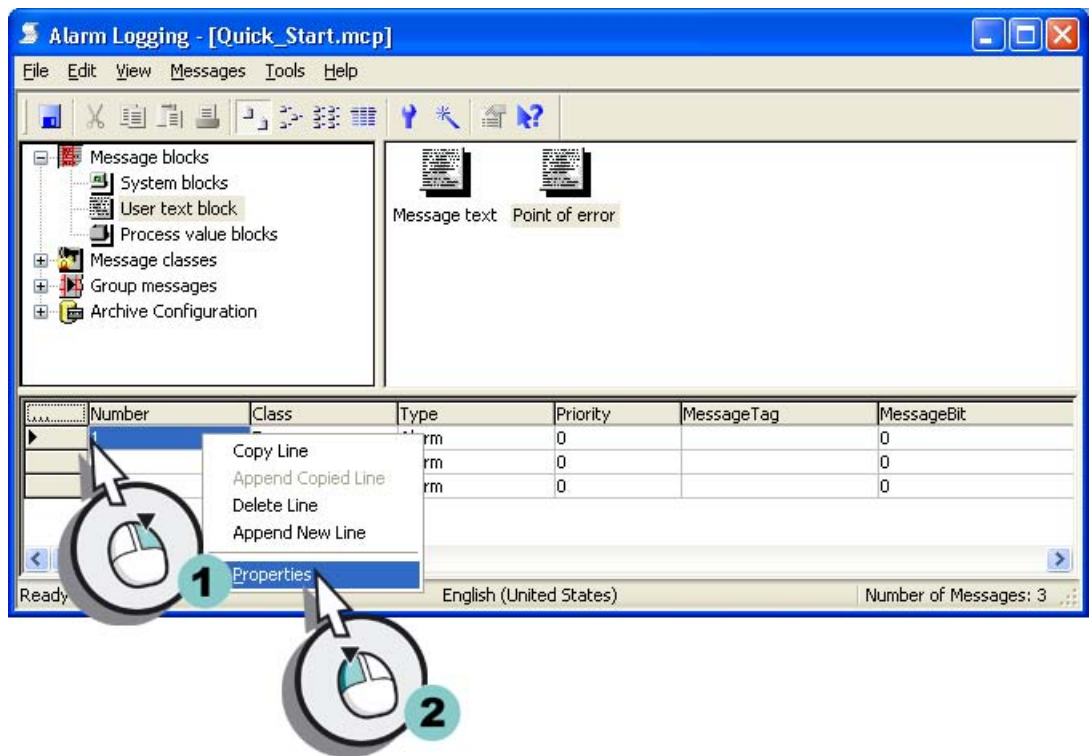 Alarm Logging - [Quick_Start.mcp]
File Edit View Messages Tools Help
Message blocks
System blocks
User text block
Process value blocks
Message classes
Group messages
Archive Configuration
Message text Point of error
... Number Class Type Priority MessageTag MessageBit
1 0 0
rm 0 0
rm 0 0
Copy Line
Append Copied Line
Delete Line
Append New Line
Properties
Ready English (United States) Number of Messages: 3
1
2